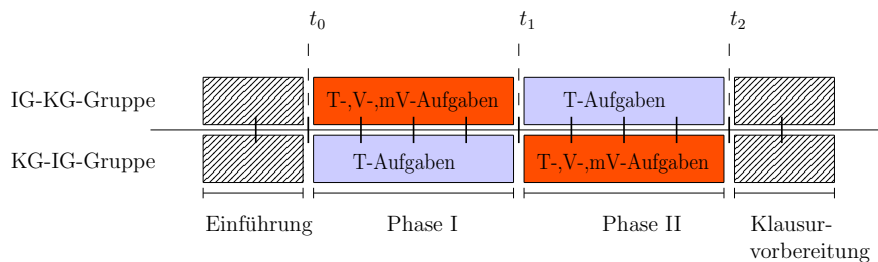 t₀ t₁ t₂
IG-KG-Gruppe T-,V-,mV-Aufgaben T-Aufgaben
KG-IG-Gruppe T-Aufgaben T-,V-,mV-Aufgaben
Einführung Phase I Phase II Klausur-
vorbereitung